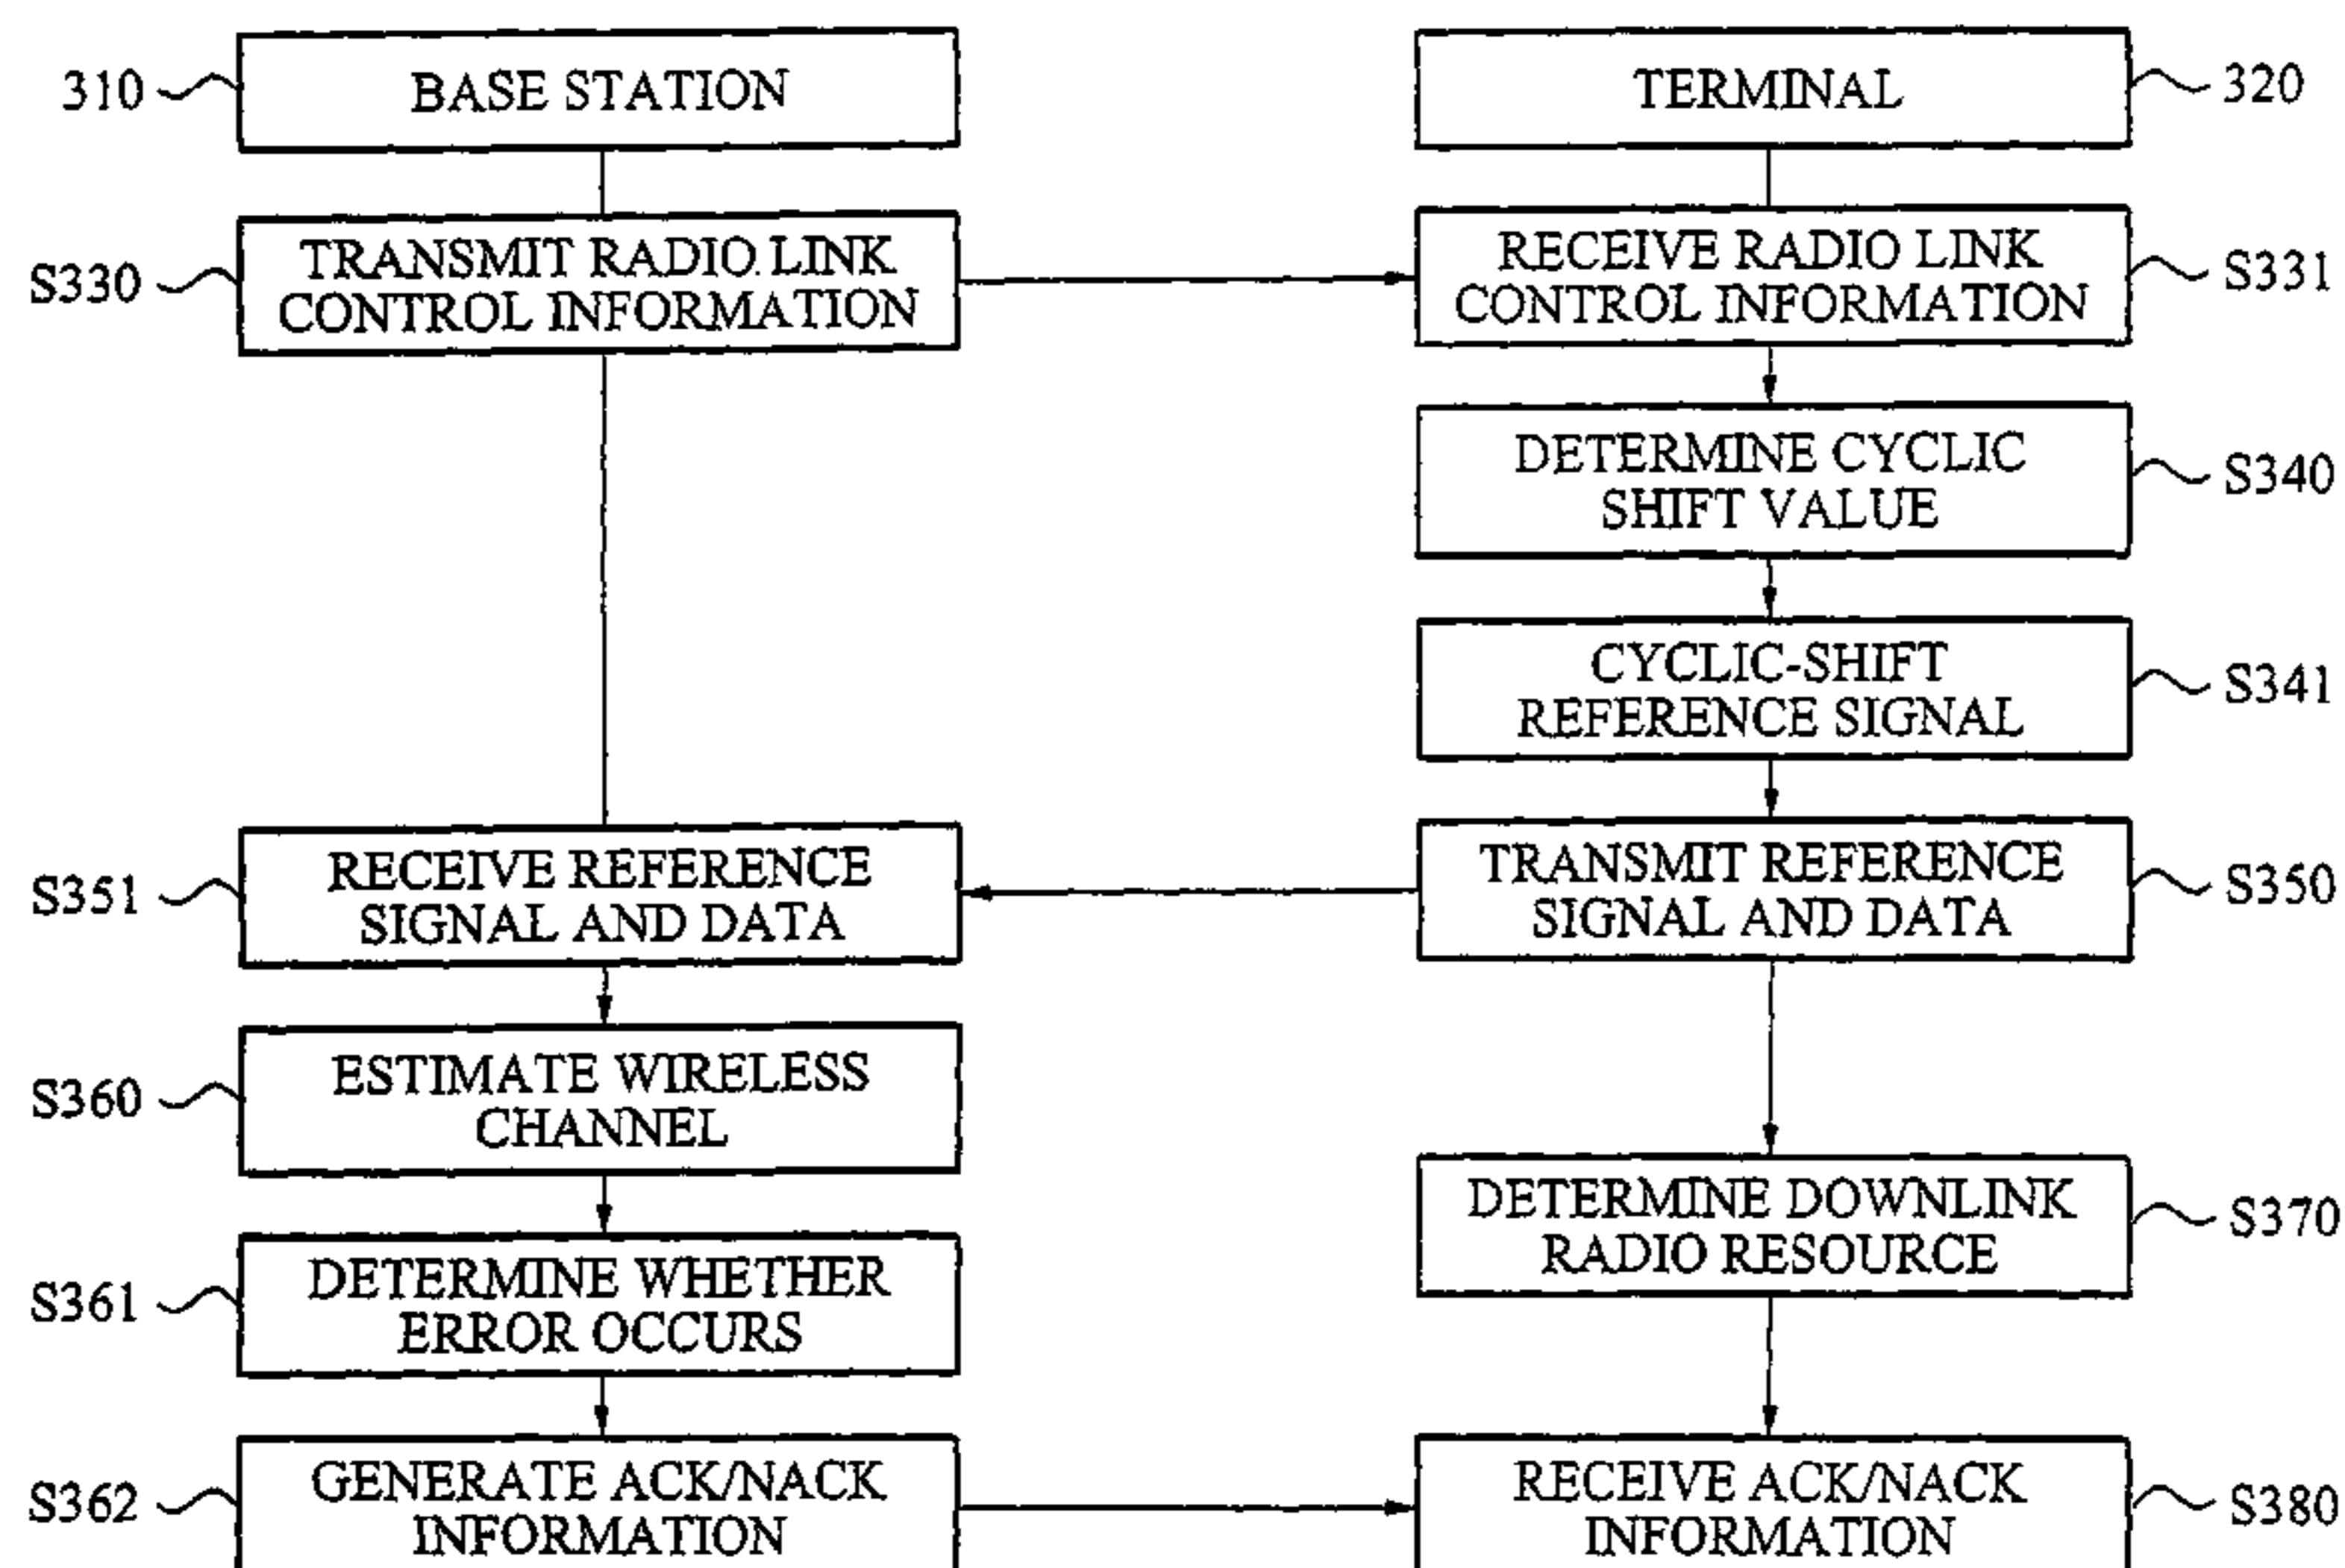 310
BASE STATION
TERMINAL
320
S330
TRANSMIT RADIO LINK
CONTROL INFORMATION
RECEIVE RADIO LINK
CONTROL INFORMATION
S331
DETERMINE CYCLIC
SHIFT VALUE
S340
CYCLIC-SHIFT
REFERENCE SIGNAL
S341
S351
RECEIVE REFERENCE
SIGNAL AND DATA
TRANSMIT REFERENCE
SIGNAL AND DATA
S350
S360
ESTIMATE WIRELESS
CHANNEL
DETERMINE DOWNLINK
RADIO RESOURCE
S370
S361
DETERMINE WHETHER
ERROR OCCURS
S362
GENERATE ACK/NACK
INFORMATION
RECEIVE ACK/NACK
INFORMATION
S380